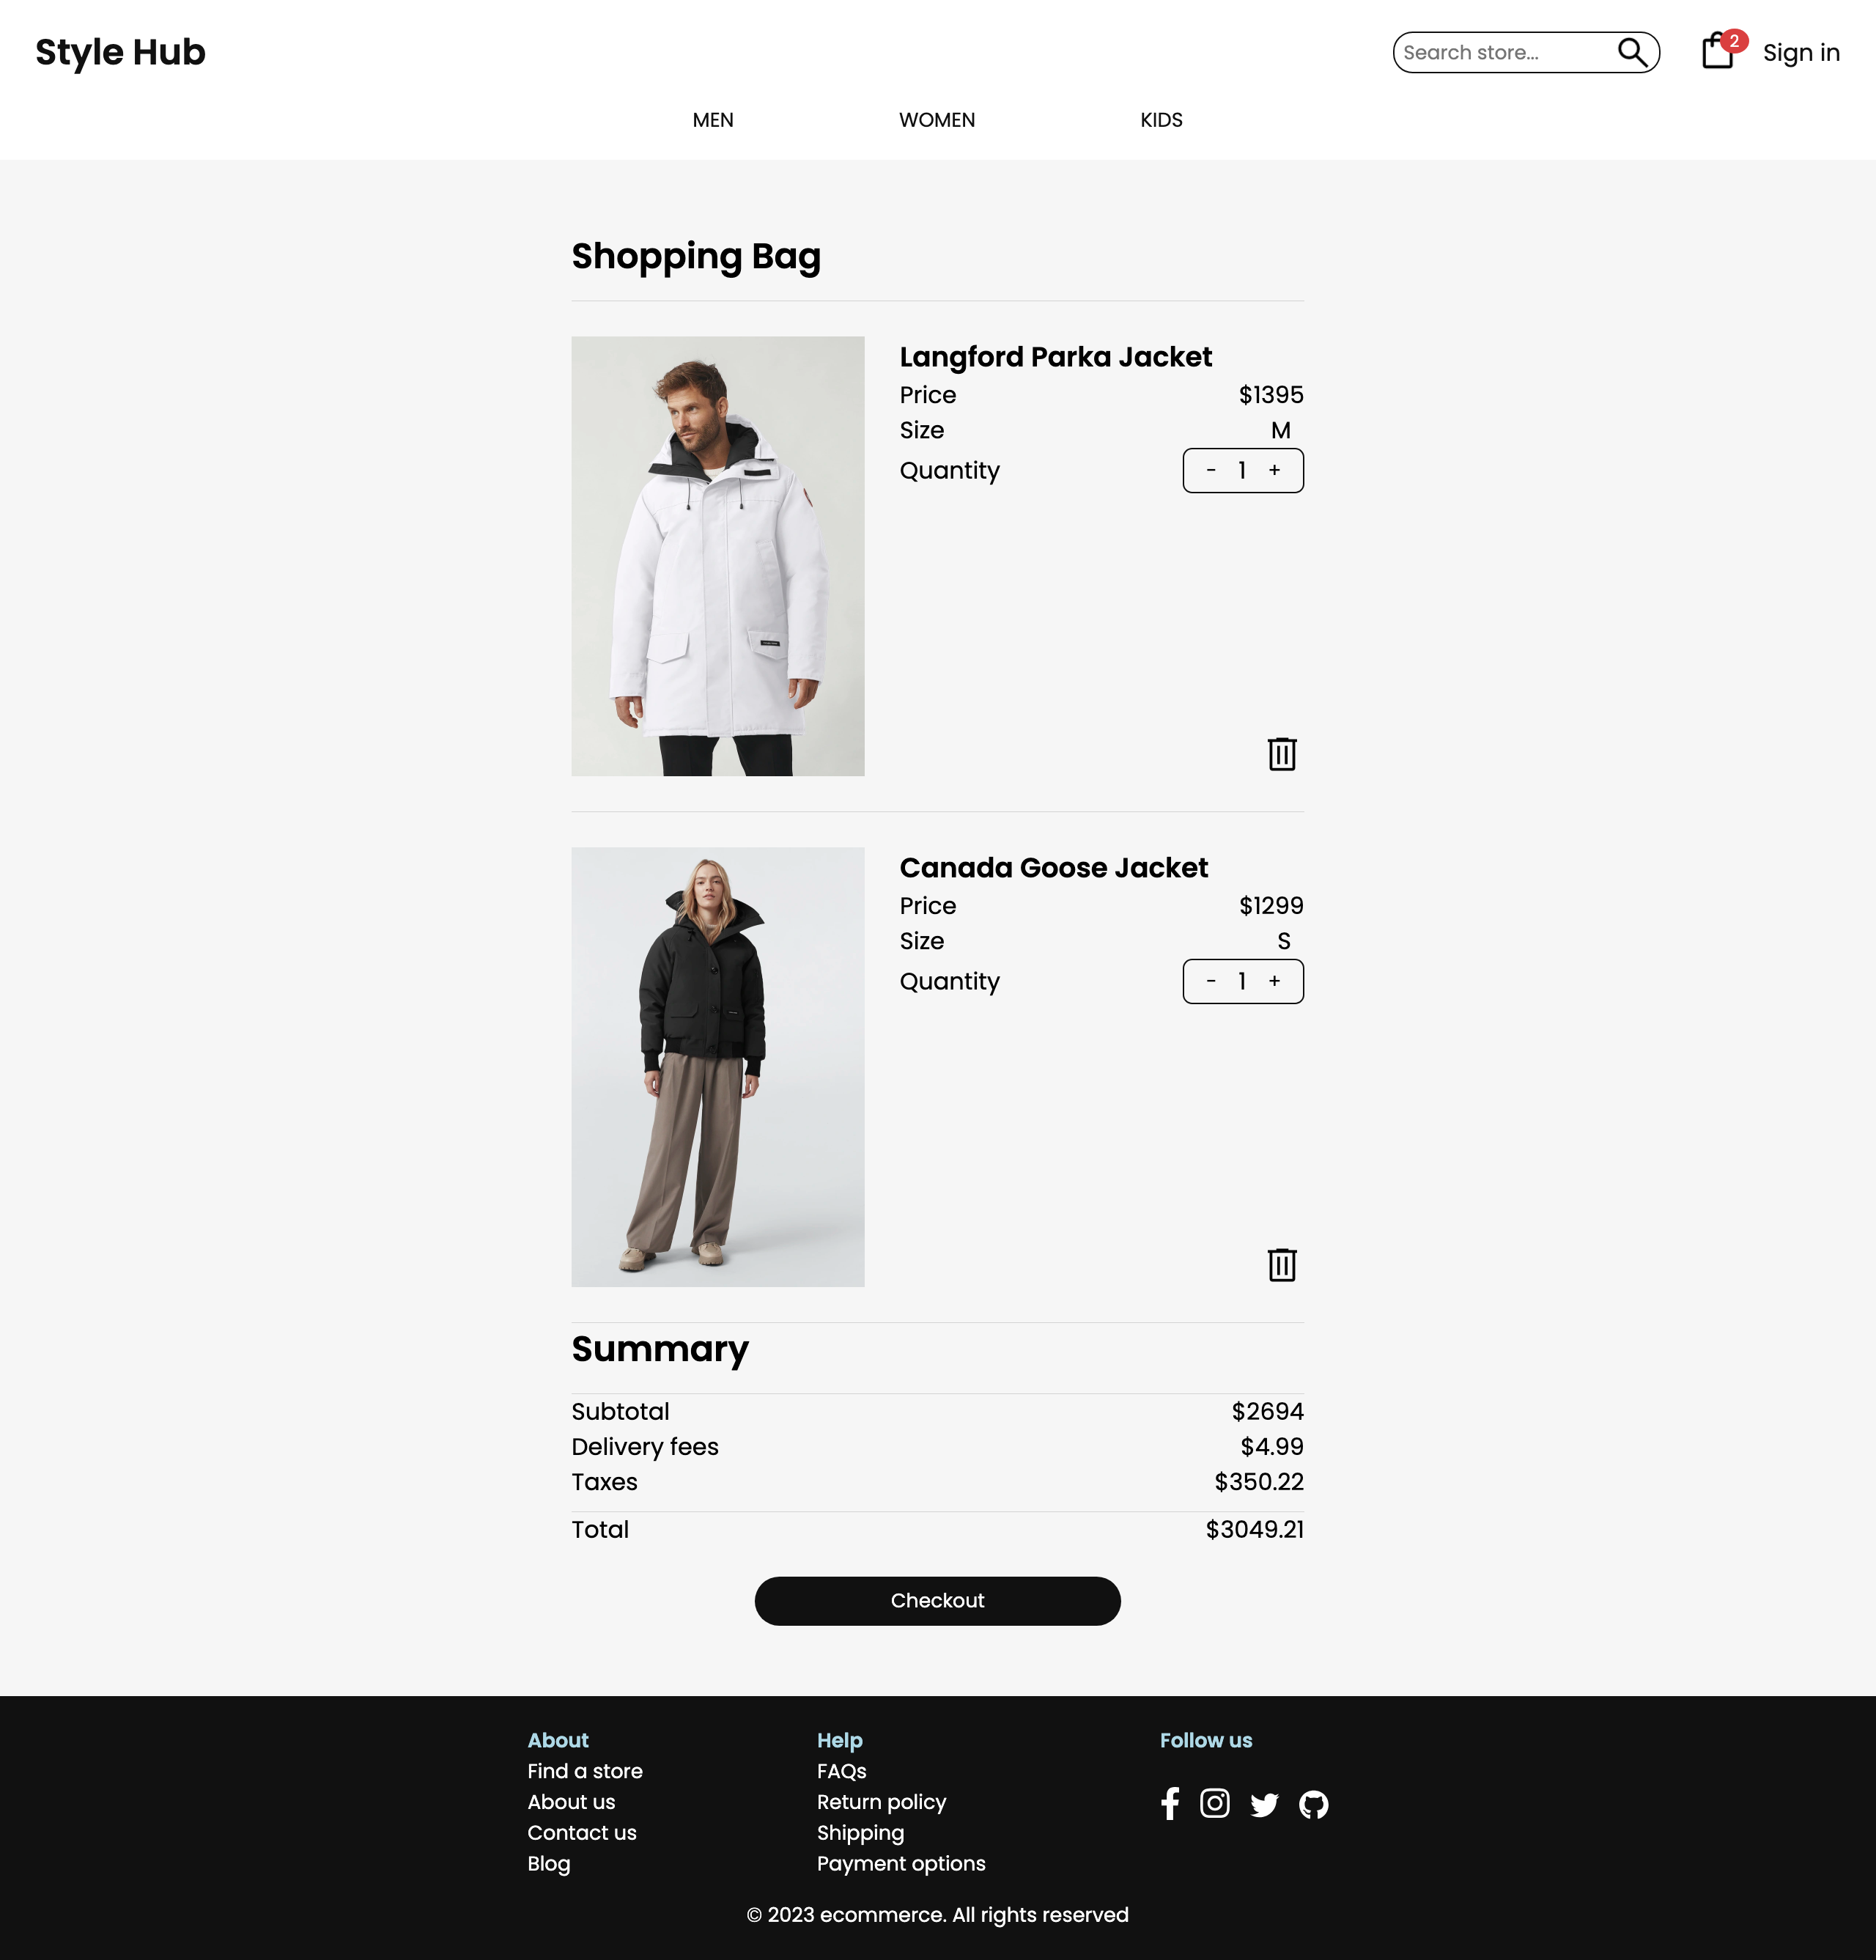 Style Hub
Search store...
2
Sign in
MEN WOMEN KIDS
Shopping Bag
Langford Parka Jacket
Price $1395
Size M
Quantity - 1 +
Canada Goose Jacket
Price $1299
Size S
Quantity - 1 +
Summary
Subtotal $2694
Delivery fees $4.99
Taxes $350.22
Total $3049.21
Checkout
About
Find a store
About us
Contact us
Blog
Help
FAQs
Return policy
Shipping
Payment options
Follow us
© 2023 ecommerce. All rights reserved